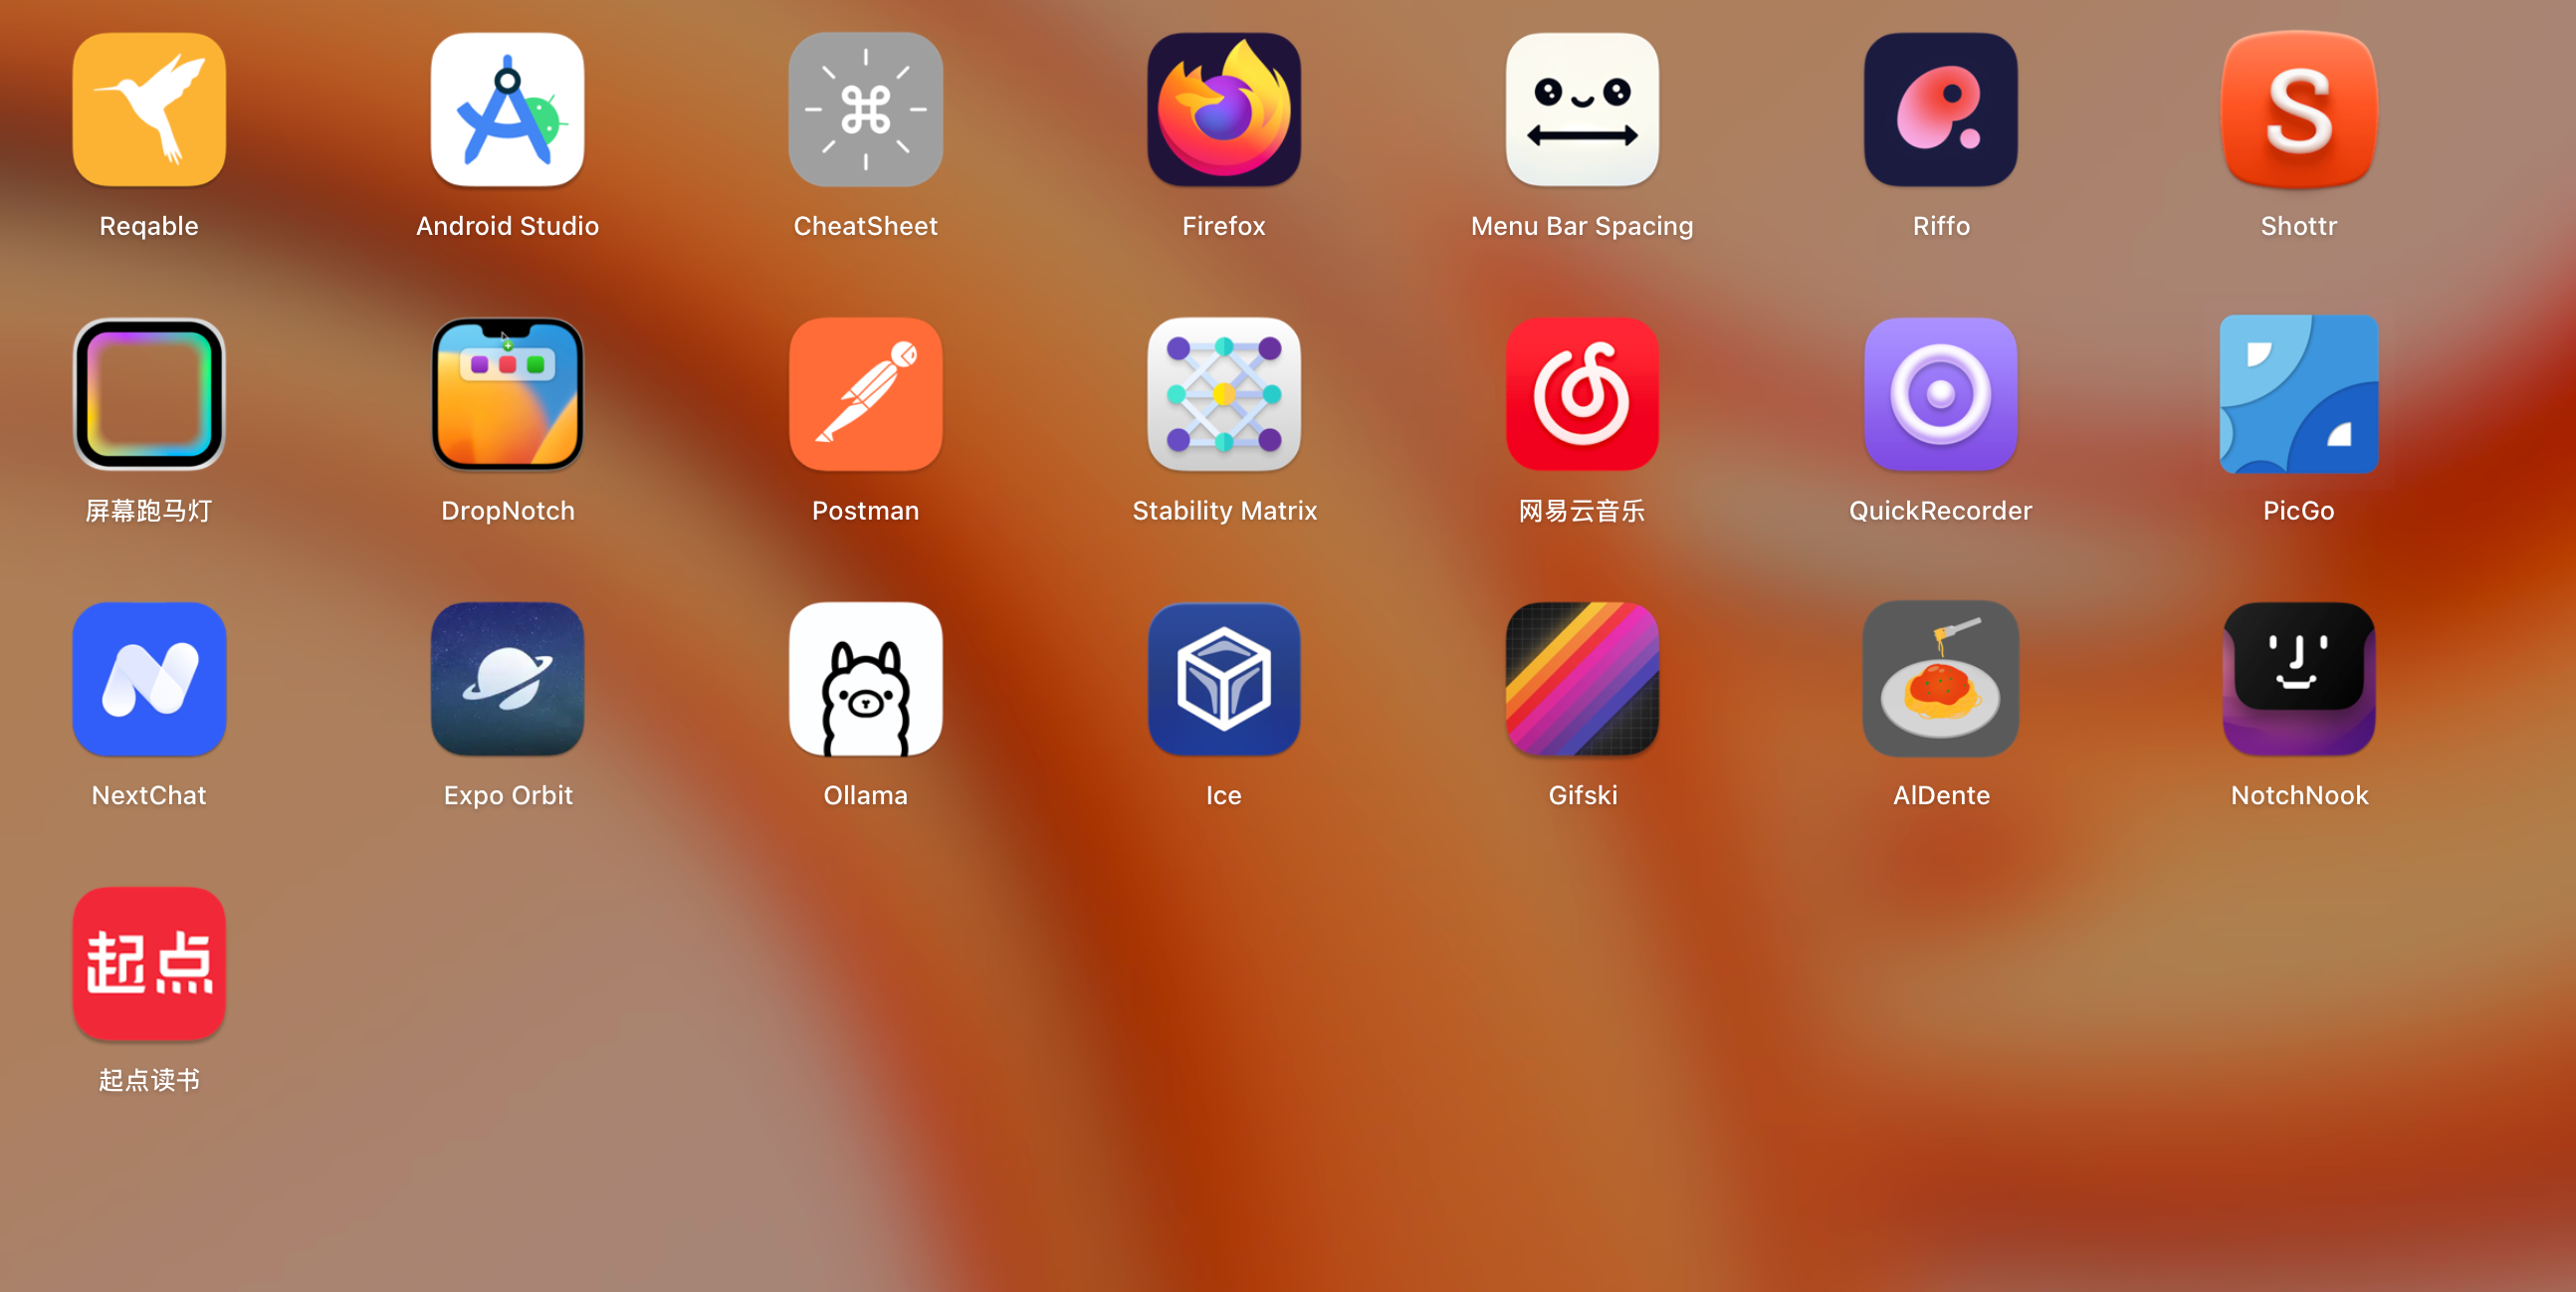 Reqable
Android Studio
CheatSheet
Firefox
Menu Bar Spacing
Riffo
S
Shottr
屏幕跑马灯
DropNotch
Postman
Stability Matrix
网易云音乐
QuickRecorder
PicGo
NextChat
Expo Orbit
Ollama
Ice
Gifski
AlDente
NotchNook
起点
起点读书